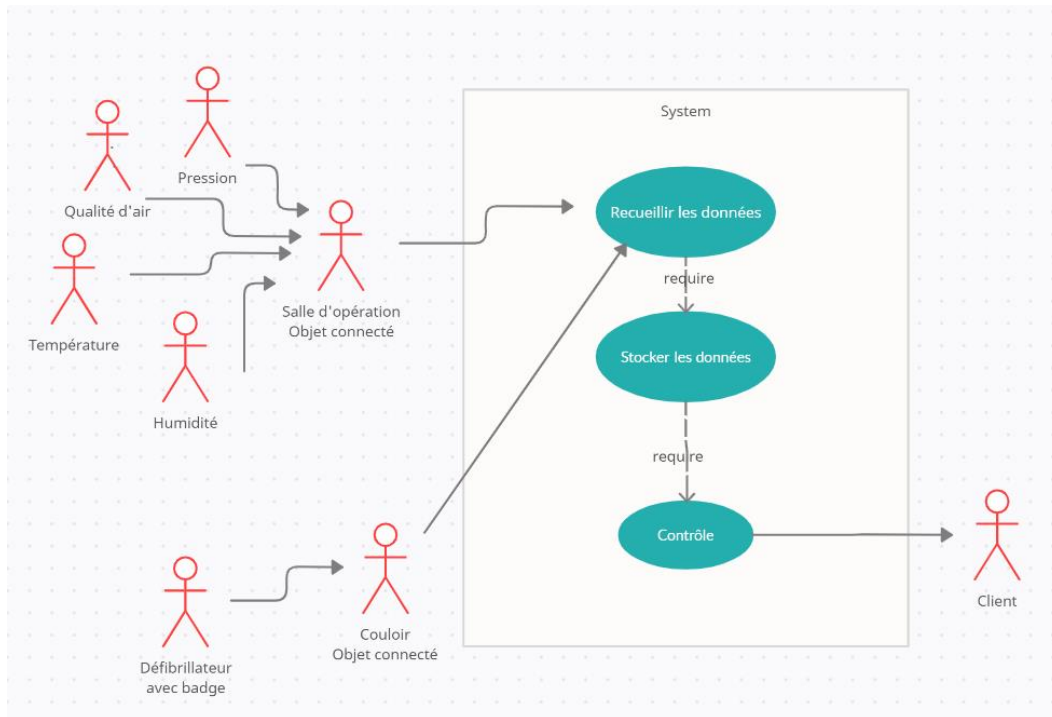 System
Pression
Qualité d'air
Recueillir les données
require
Salle d'opération
Objet connecté
Température
Stocker les données
Humidité
require
Contrôle
Client
Couloir
Objet connecté
Défibrillateur
avec badge